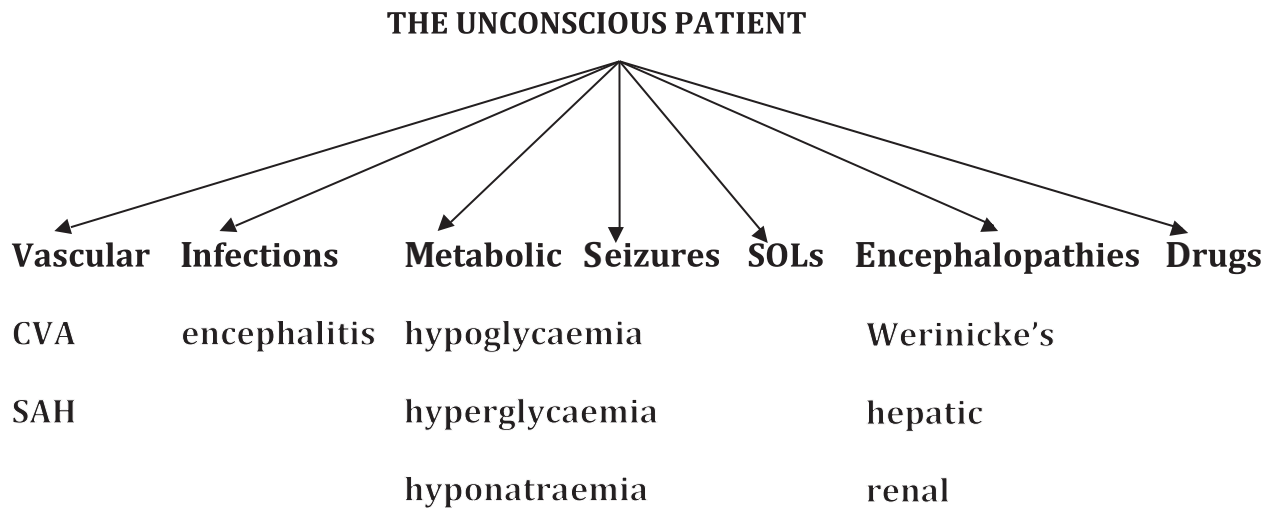 THE UNCONSCIOUS PATIENT
Vascular Infections Metabolic Seizures SOLs Encephalopathies Drugs
CVA encephalitis hypoglycaemia Werinicke’s
SAH hyperglycaemia hepatic
hyponatraemia renal